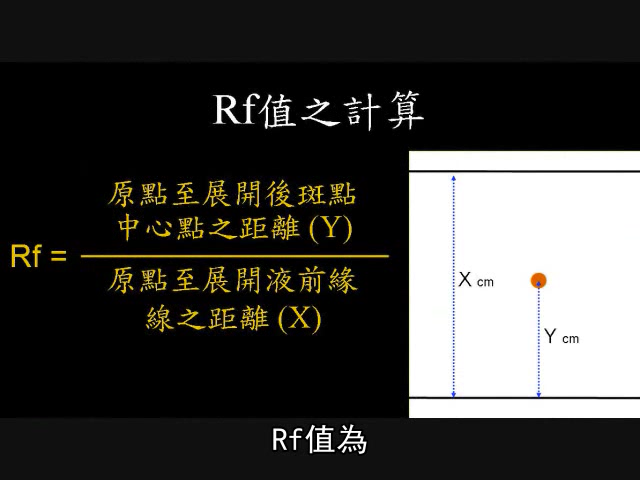 Rf值之計算
原點至展開後斑點
中心點之距離 (Y)
Rf =
原點至展開液前緣
線之距離 (X)
X cm
Y cm
Rf值為